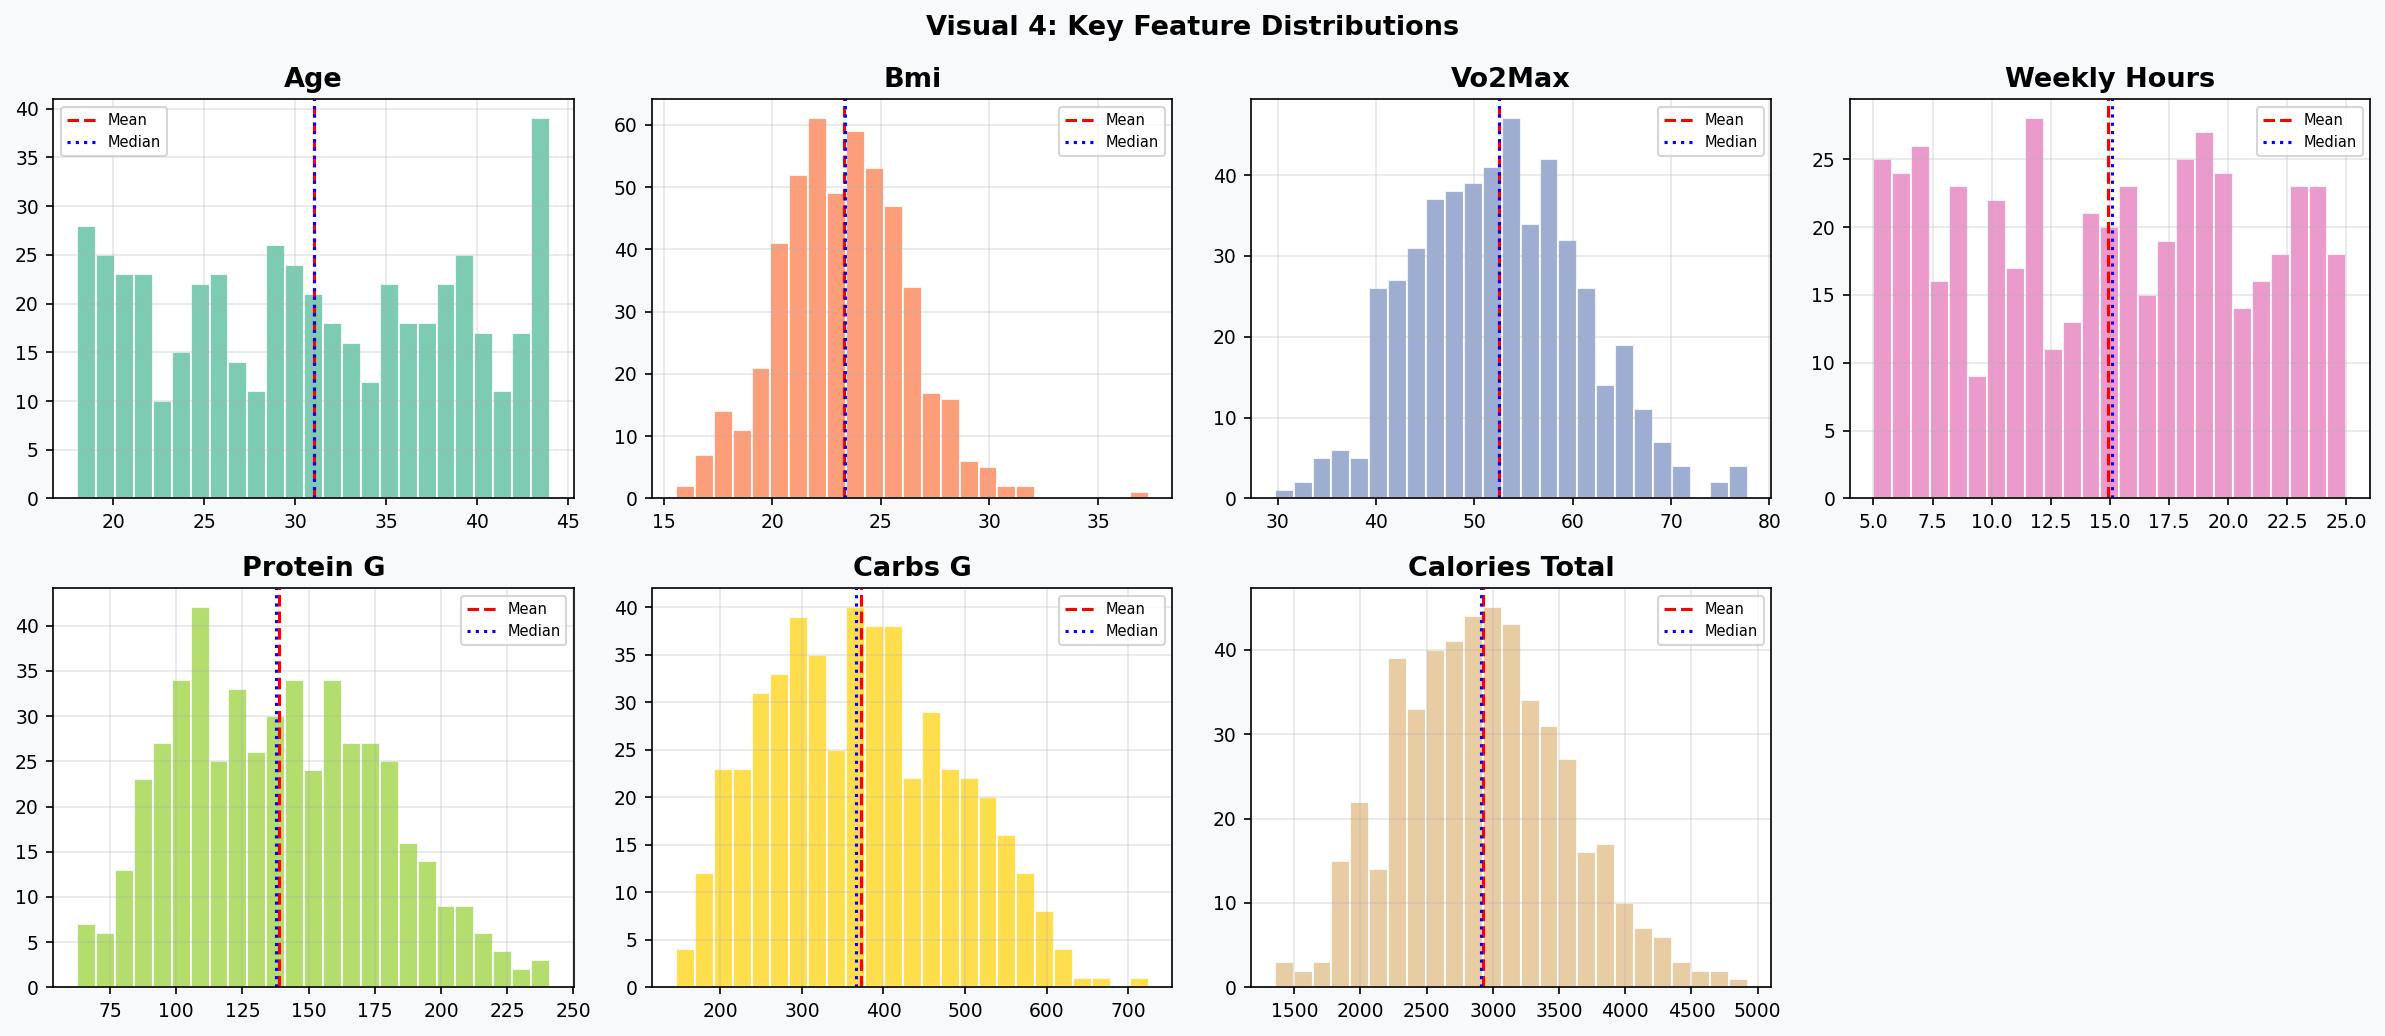 Visual 4: Key Feature Distributions
Age
40
35
30
25
20
15
10
5
0
Mean
Median
20 25 30 35 40 45
Bmi
60
50
40
30
20
10
0
Mean
Median
15 20 25 30 35
Vo2Max
40
30
20
10
0
Mean
Median
30 40 50 60 70 80
Weekly Hours
25
20
15
10
5
0
Mean
Median
5.0 7.5 10.0 12.5 15.0 17.5 20.0 22.5 25.0
Protein G
40
35
30
25
20
15
10
5
0
Mean
Median
75 100 125 150 175 200 225 250
Carbs G
40
35
30
25
20
15
10
5
0
Mean
Median
200 300 400 500 600 700
Calories Total
40
30
20
10
0
Mean
Median
1500 2000 2500 3000 3500 4000 4500 5000